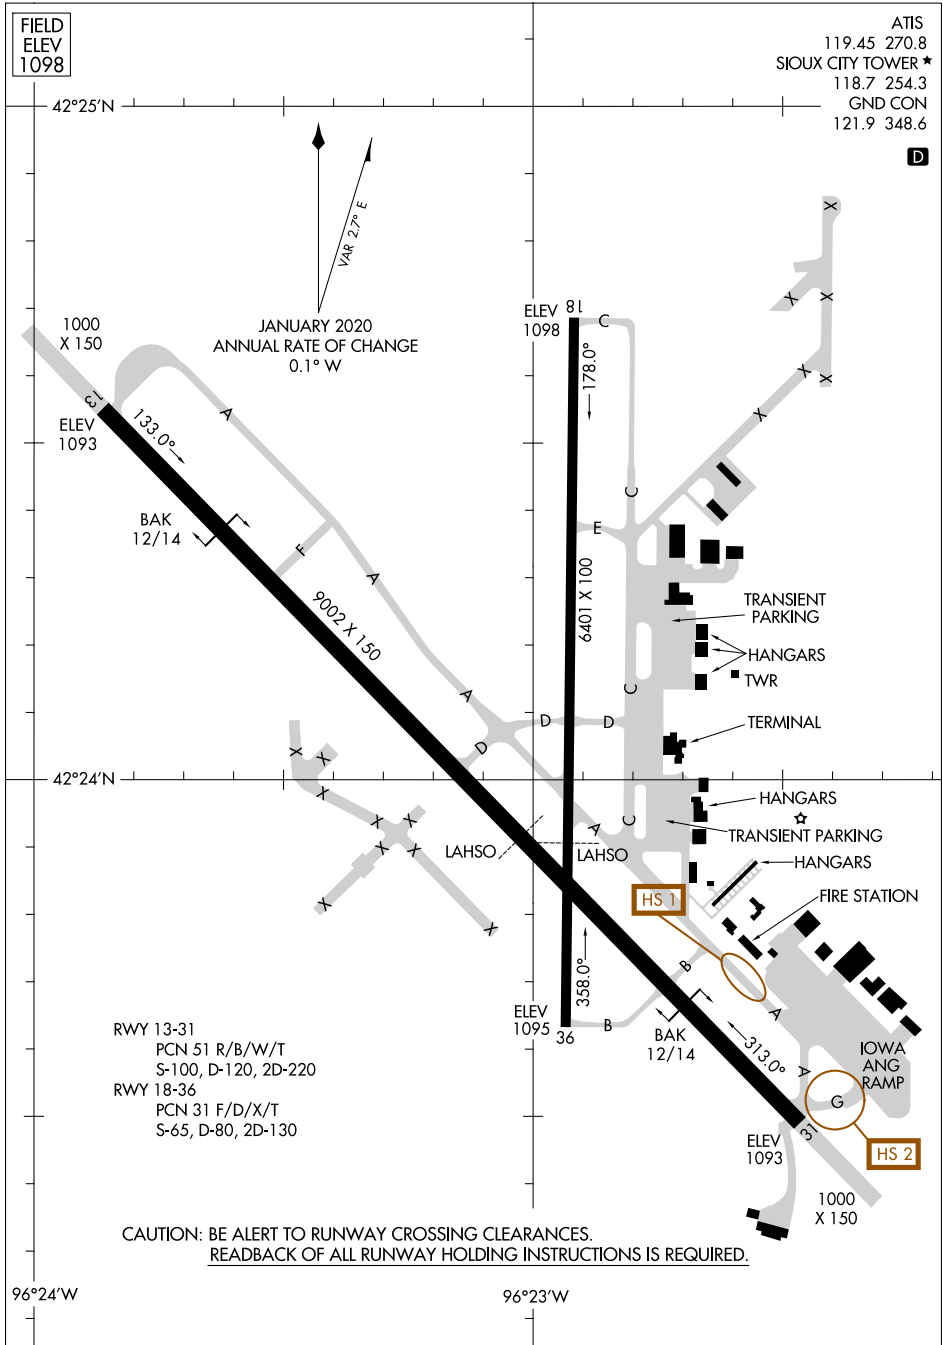 FIELD
ELEV
1098
ATIS
119.45 270.8
SIOUX CITY TOWER ★
118.7 254.3
GND CON
121.9 348.6
D
42°25'N
VAR 2.7° E
JANUARY 2020
ANNUAL RATE OF CHANGE
0.1° W
1000
X 150
ELEV
1098
18
C
178.0°
X
X
X
X
X
X
13
ELEV
1093
133.0°
A
BAK
12/14
F
A
C
E
9002 X 150
6401 X 100
TRANSIENT
PARKING
HANGARS
TWR
A
C
D
D
D
TERMINAL
X
X
42°24'N
X
X
X
X
X
X
X
HANGARS
A
C
TRANSIENT PARKING
LAHSO
LAHSO
HANGARS
HS 1
FIRE STATION
B
358.0°
ELEV
1095
36
B
BAK
12/14
A
313.0°
A
IOWA
ANG
RAMP
G
RWY 13-31
PCN 51 R/B/W/T
S-100, D-120, 2D-220
RWY 18-36
PCN 31 F/D/X/T
S-65, D-80, 2D-130
31
ELEV
1093
HS 2
1000
X 150
CAUTION: BE ALERT TO RUNWAY CROSSING CLEARANCES.
READBACK OF ALL RUNWAY HOLDING INSTRUCTIONS IS REQUIRED.
96°24'W
96°23'W